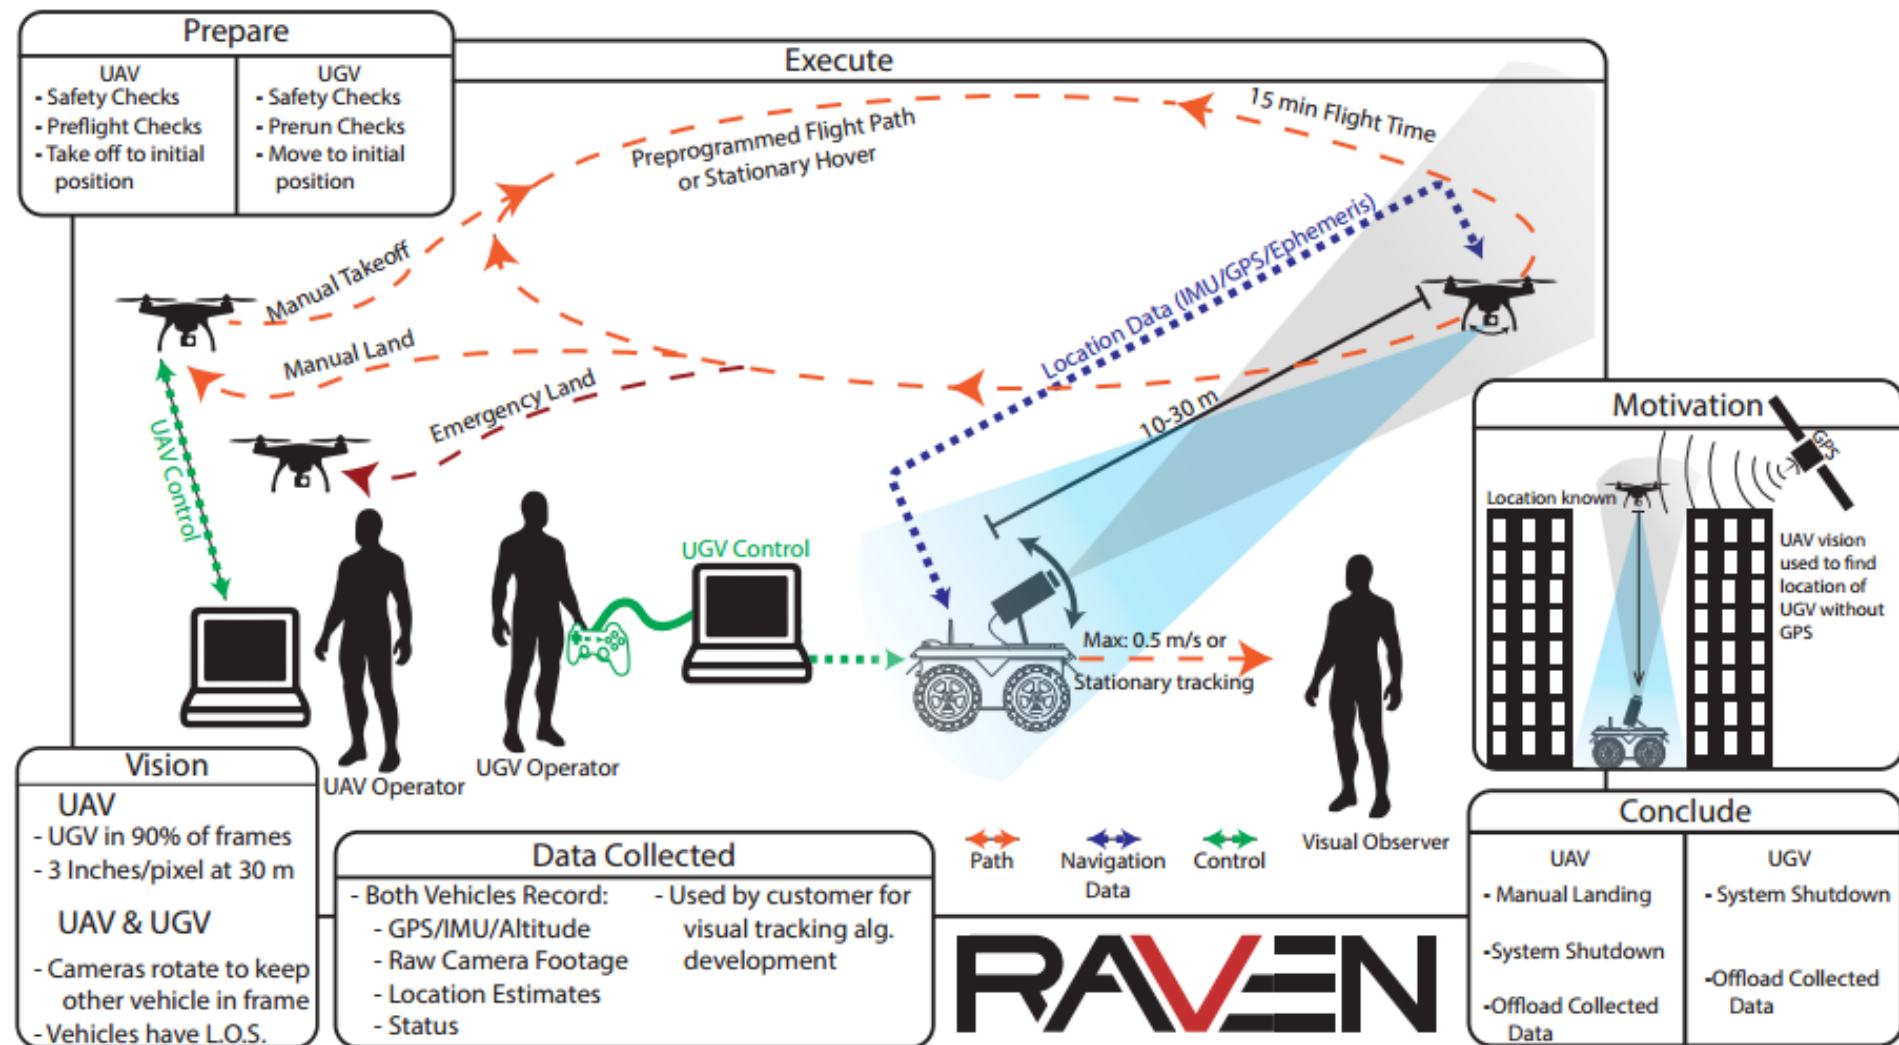 Prepare
UAV
- Safety Checks
- Preflight Checks
- Take off to initial
position
UGV
- Safety Checks
- Prerun Checks
- Move to initial
position
Execute
15 min Flight Time
Preprogrammed Flight Path
or Stationary Hover
Manual Takeoff
Manual Land
Emergency Land
Location Data (IMU/GPS/Ephemeris)
10-30 m
UAV Control
UGV Control
Max: 0.5 m/s or
Stationary tracking
UAV Operator
UGV Operator
Visual Observer
Motivation
GPS
Location known
UAV vision
used to find
location of
UGV without
GPS
Vision
UAV
- UGV in 90% of frames
- 3 Inches/pixel at 30 m
UAV & UGV
- Cameras rotate to keep
other vehicle in frame
- Vehicles have L.O.S.
Data Collected
- Both Vehicles Record:
- GPS/IMU/Altitude
- Raw Camera Footage
- Location Estimates
- Status
- Used by customer for
visual tracking alg.
development
Path
Navigation
Data
Control
RAVEN
Conclude
UAV
- Manual Landing
-System Shutdown
-Offload Collected
Data
UGV
- System Shutdown
-Offload Collected
Data